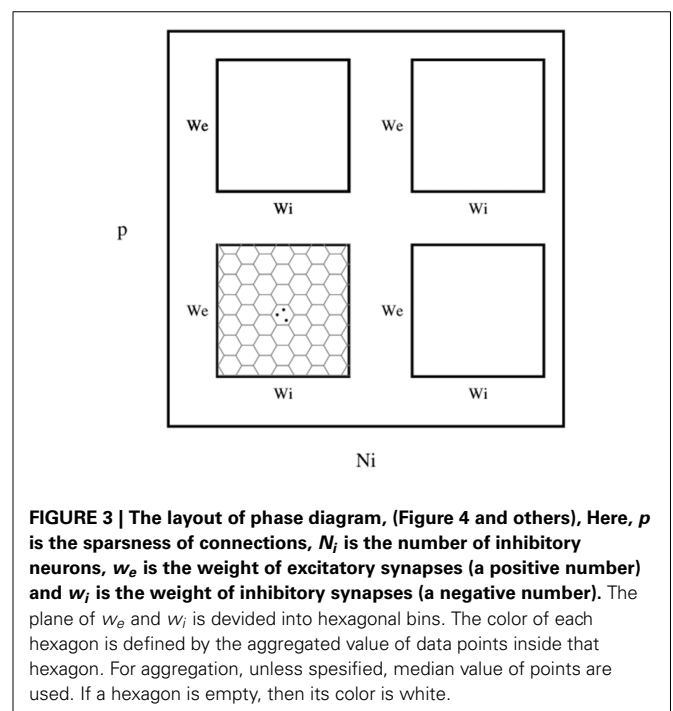 We We
Wi Wi
p
We We
Wi Wi
Ni
FIGURE 3 | The layout of phase diagram, (Figure 4 and others), Here, p
is the sparsness of connections, Ni is the number of inhibitory
neurons, we is the weight of excitatory synapses (a positive number)
and wi is the weight of inhibitory synapses (a negative number). The
plane of we and wi is devided into hexagonal bins. The color of each
hexagon is defined by the aggregated value of data points inside that
hexagon. For aggregation, unless spesified, median value of points are
used. If a hexagon is empty, then its color is white.